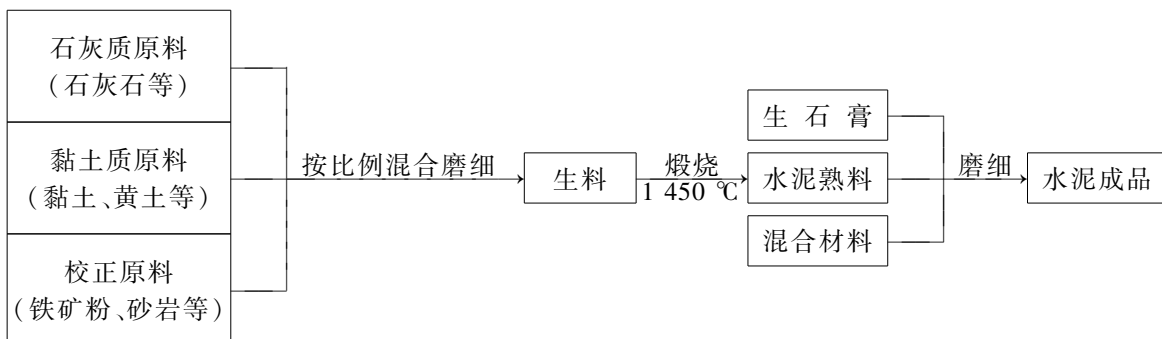 石灰质原料
(石灰石等)
黏土质原料
(黏土、黄土等)
校正原料
(铁矿粉、砂岩等)
按比例混合磨细
生料
煅烧
1 450 ℃
生石膏
水泥熟料
混合材料
磨细
水泥成品